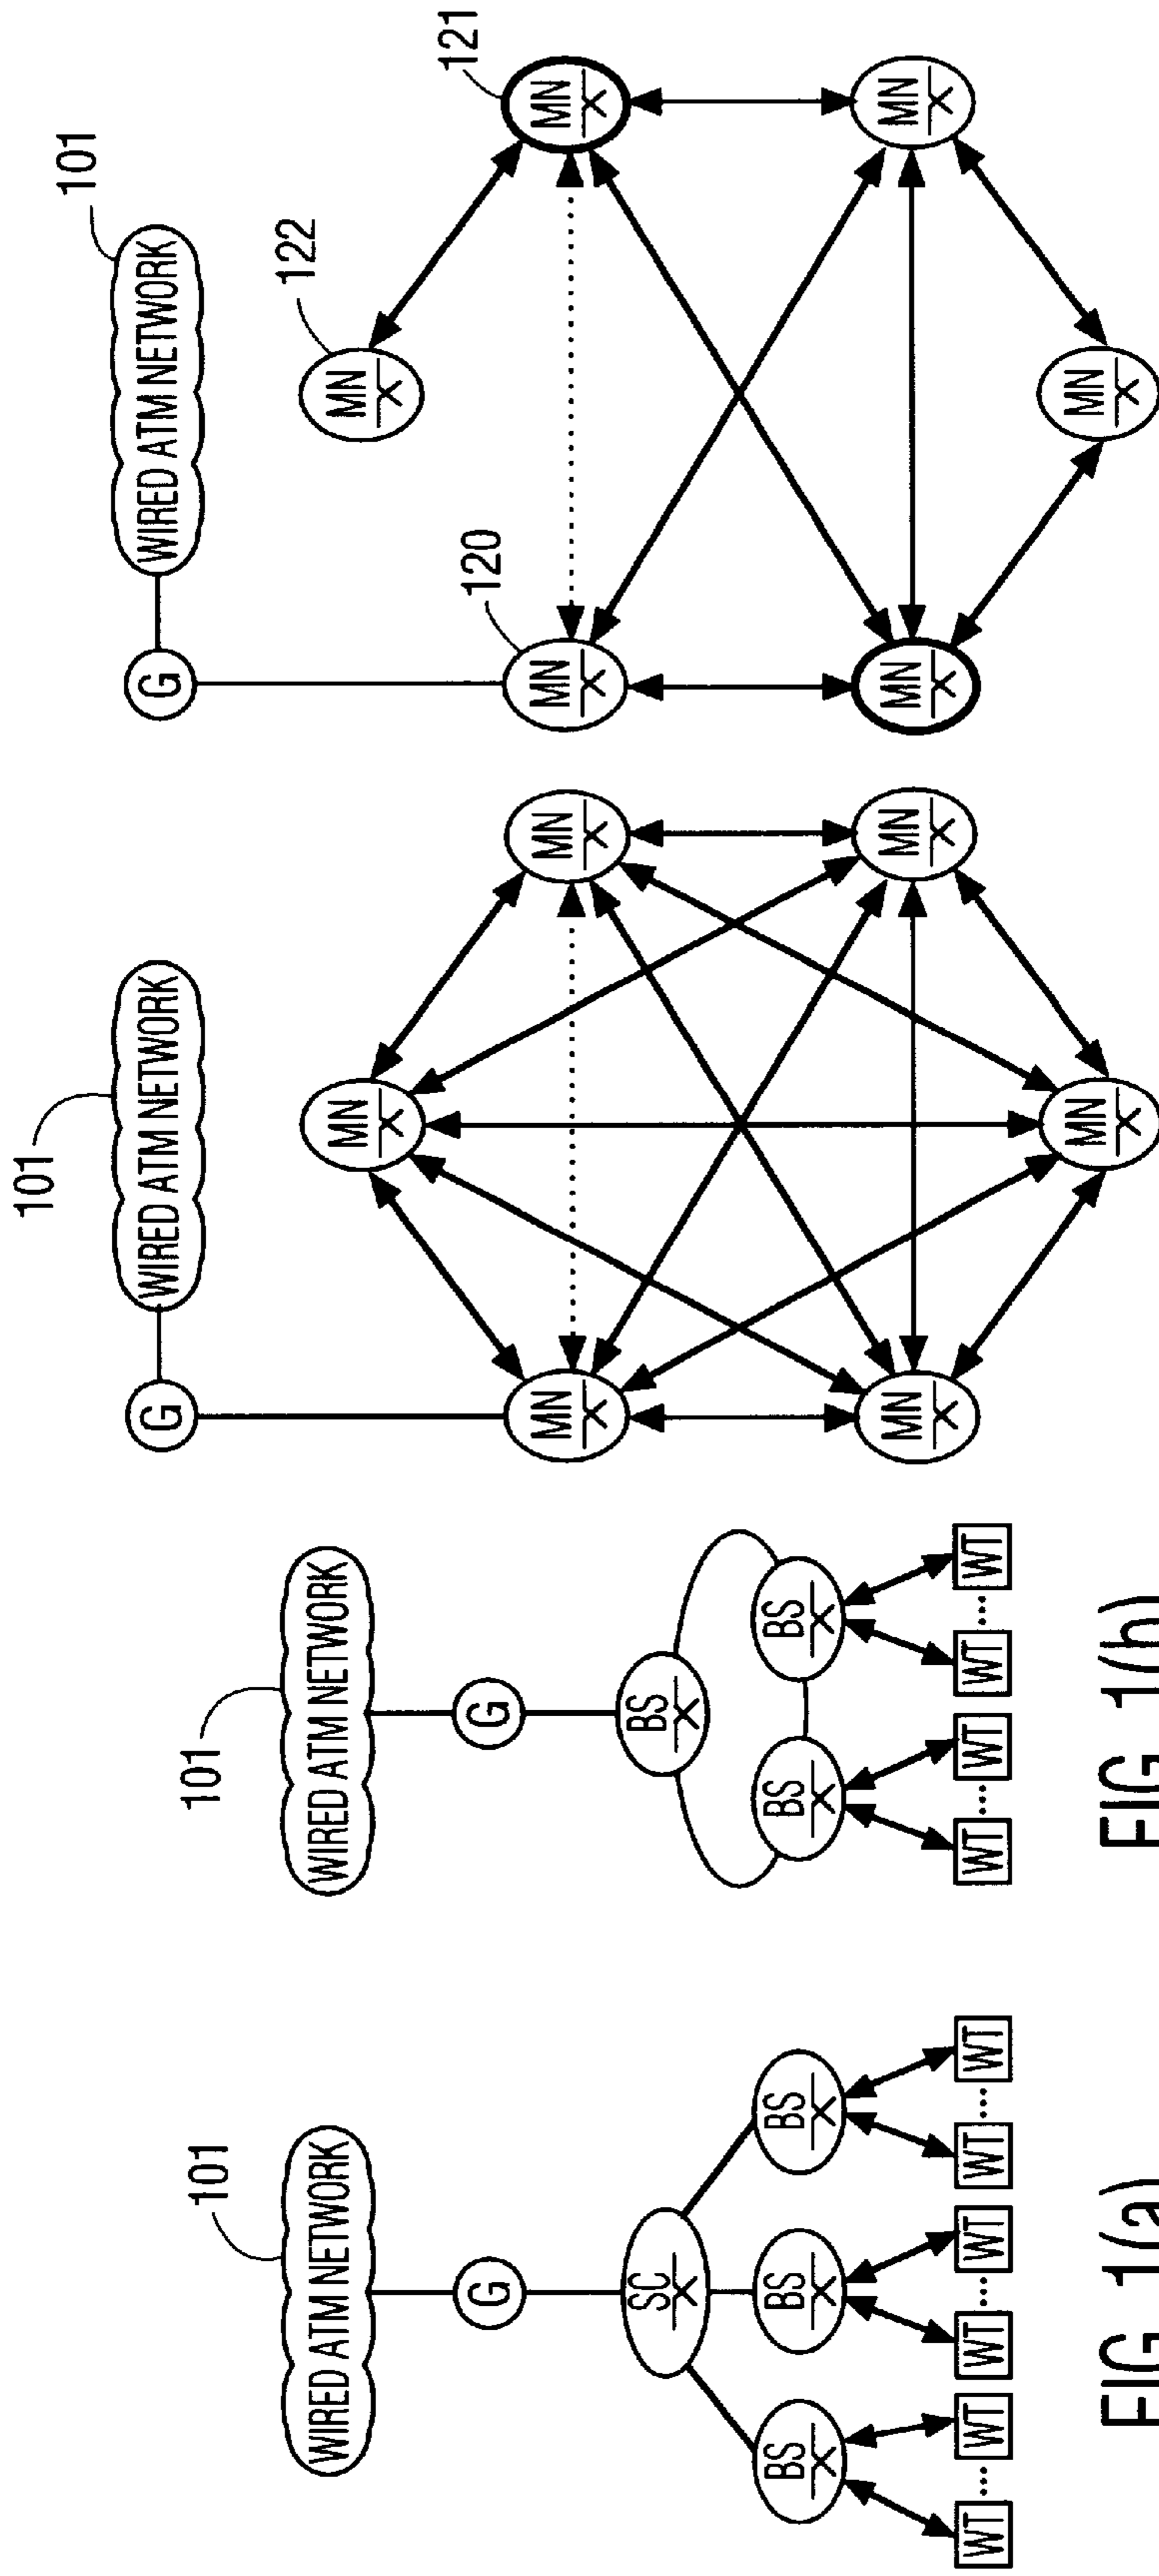 101
WIRED ATM NETWORK
G
SC
X
BS
X
BS
X
BS
X
WT ... WT
WT ... WT
WT ... WT
FIG. 1(a)
101
WIRED ATM NETWORK
G
BS
X
BS
X
BS
X
WT ... WT
WT ... WT
FIG. 1(b)
101
G
WIRED ATM NETWORK
MN
X
MN
X
MN
X
MN
X
MN
X
MN
X
101
G
WIRED ATM NETWORK
122
MN
X
120
MN
X
121
MN
X
MN
X
MN
X
MN
X